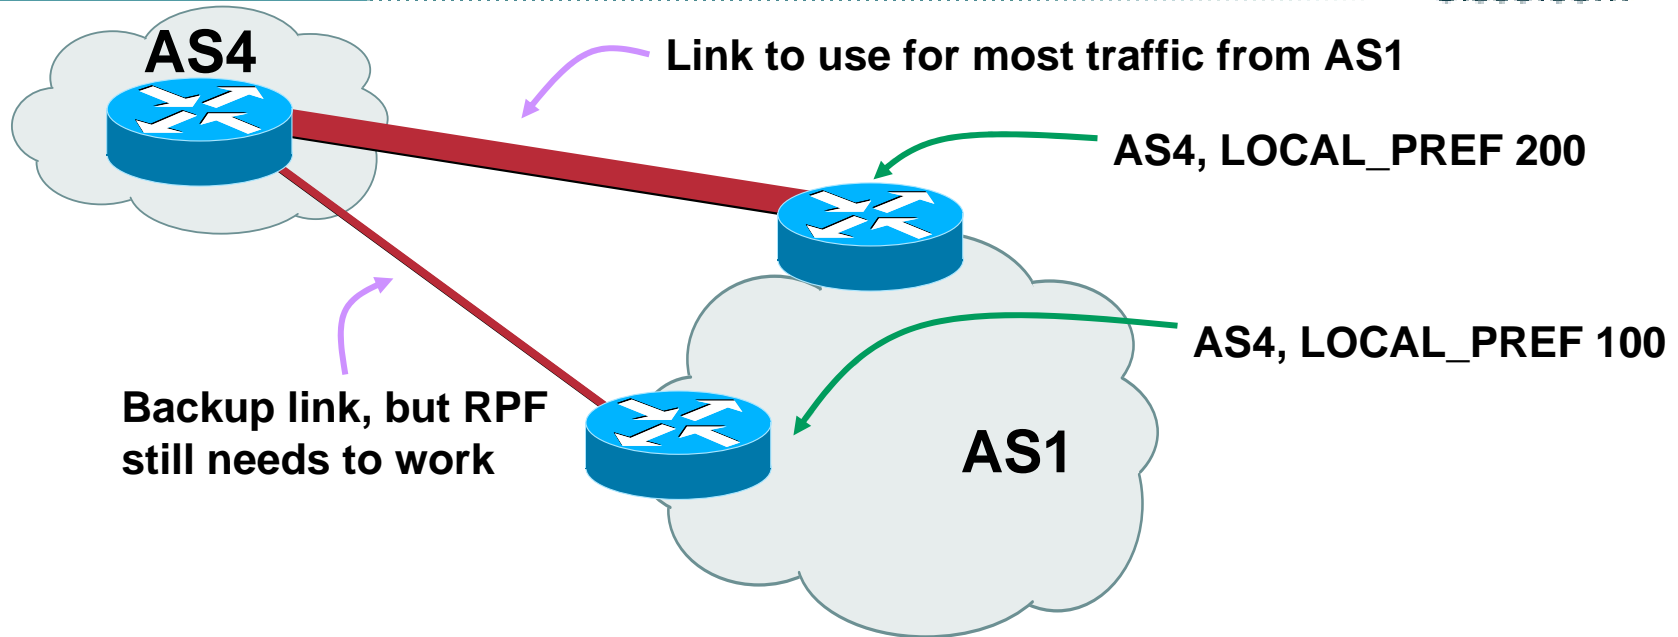 AS4
Link to use for most traffic from AS1
AS4, LOCAL_PREF 200
AS4, LOCAL_PREF 100
Backup link, but RPF
still needs to work
AS1